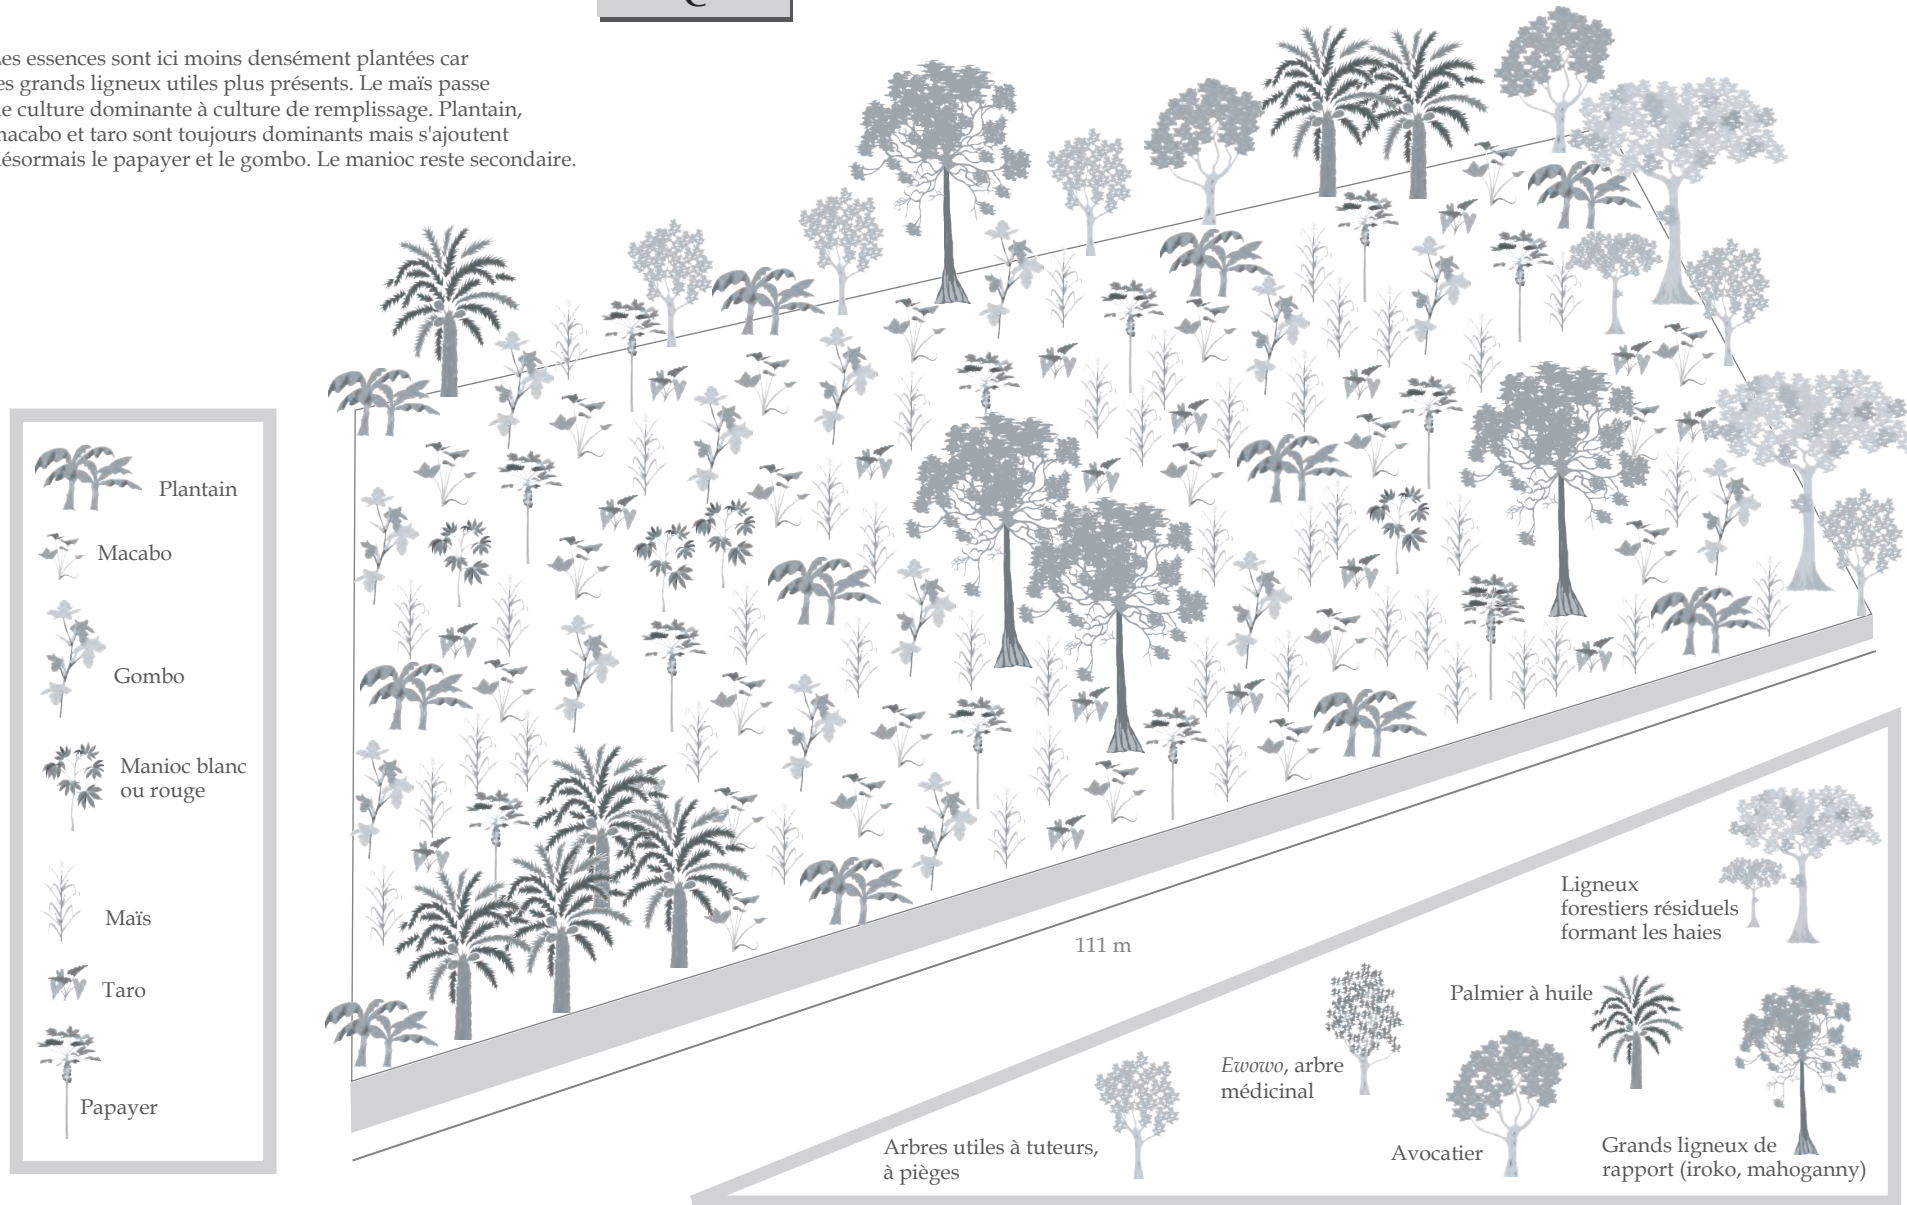 es essences sont ici moins densément plantées car
es grands ligneux utiles plus présents. Le maïs passe
e culture dominante à culture de remplissage. Plantain,
macabo et taro sont toujours dominants mais s'ajoutent
désormais le papayer et le gombo. Le manioc reste secondaire.
Plantain
Macabo
Gombo
Manioc blanc
ou rouge
Maïs
Taro
Papayer
111 m
Ligneux
forestiers résiduels
formant les haies
Palmier à huile
Ewowo, arbre
médicinal
Arbres utiles à tuteurs,
à pièges
Avocatier
Grands ligneux de
rapport (iroko, mahoganny)